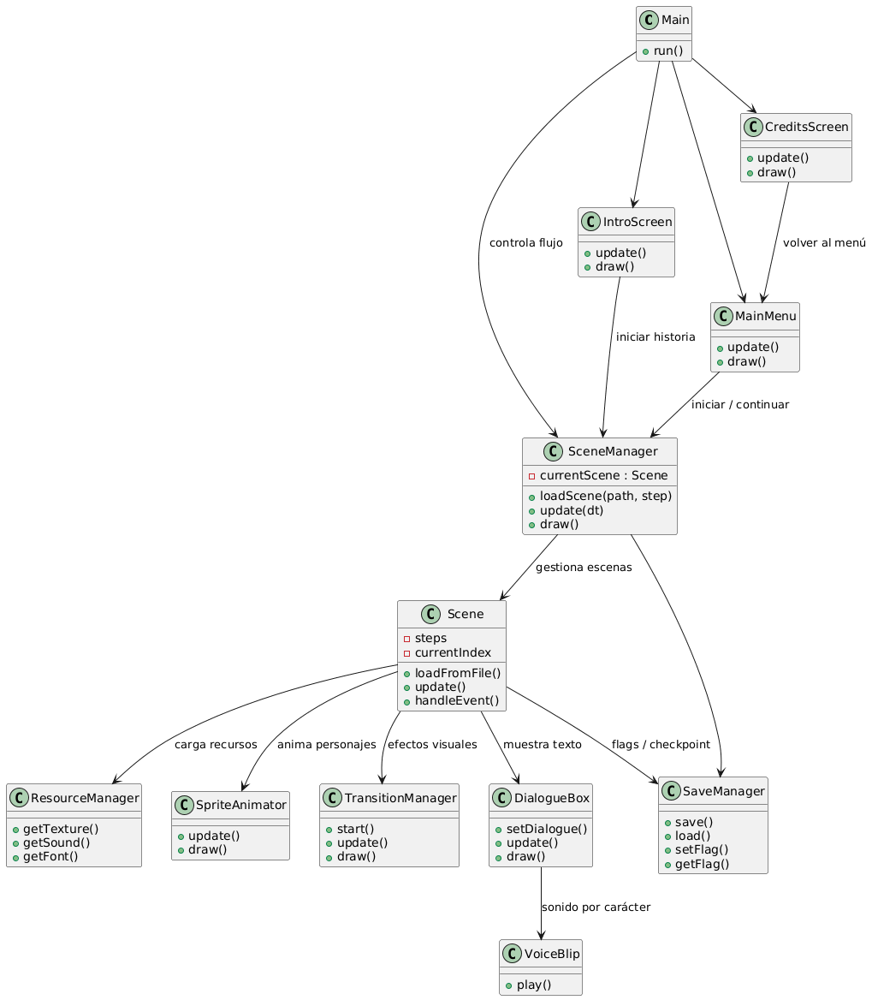 C Main
run()
C CreditsScreen
update()
draw()
C IntroScreen
update()
draw()
controla flujo
volver al menú
C MainMenu
update()
draw()
iniciar historia
iniciar / continuar
C SceneManager
currentScene : Scene
loadScene(path, step)
update(dt)
draw()
gestiona escenas
C Scene
steps
currentIndex
loadFromFile()
update()
handleEvent()
carga recursos
anima personajes
efectos visuales
muestra texto
flags / checkpoint
C ResourceManager
getTexture()
getSound()
getFont()
C SpriteAnimator
update()
draw()
C TransitionManager
start()
update()
draw()
C DialogueBox
setDialogue()
update()
draw()
C SaveManager
save()
load()
setFlag()
getFlag()
sonido por carácter
C VoiceBlip
play()